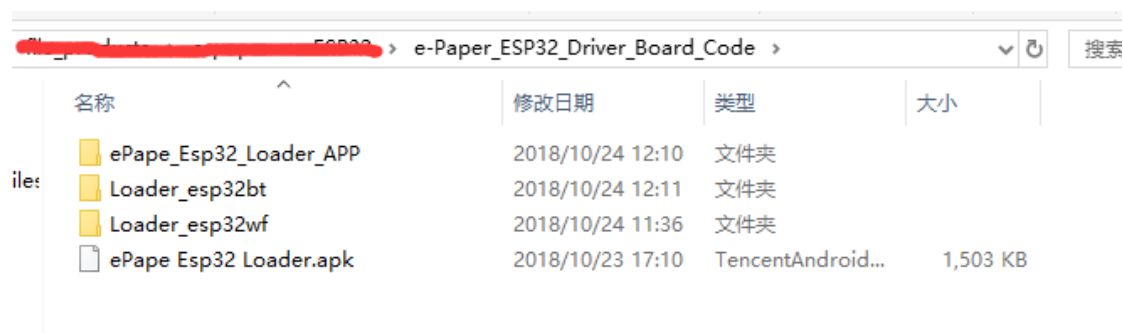 › e-Paper_ESP32_Driver_Board_Code › 搜索
名称 修改日期 类型 大小
ePape_Esp32_Loader_APP 2018/10/24 12:10 文件夹
Loader_esp32bt 2018/10/24 12:11 文件夹
Loader_esp32wf 2018/10/24 11:36 文件夹
ePape Esp32 Loader.apk 2018/10/23 17:10 TencentAndroid... 1,503 KB